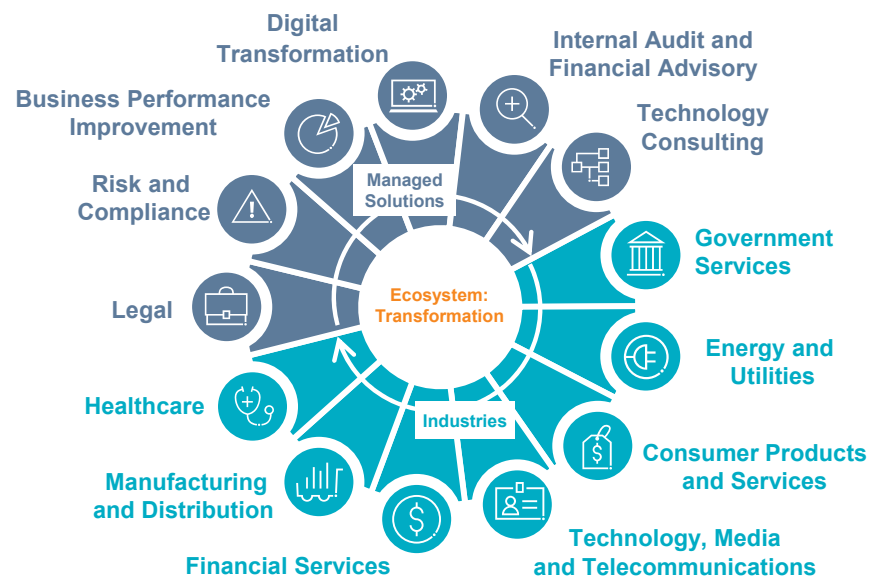 Digital
Transformation
Internal Audit and
Financial Advisory
Business Performance
Improvement
Technology
Consulting
Risk and
Compliance
Managed
Solutions
Government
Services
Legal
Ecosystem:
Transformation
Energy and
Utilities
Healthcare
Industries
Consumer Products
and Services
Manufacturing
and Distribution
Financial Services
Technology, Media
and Telecommunications